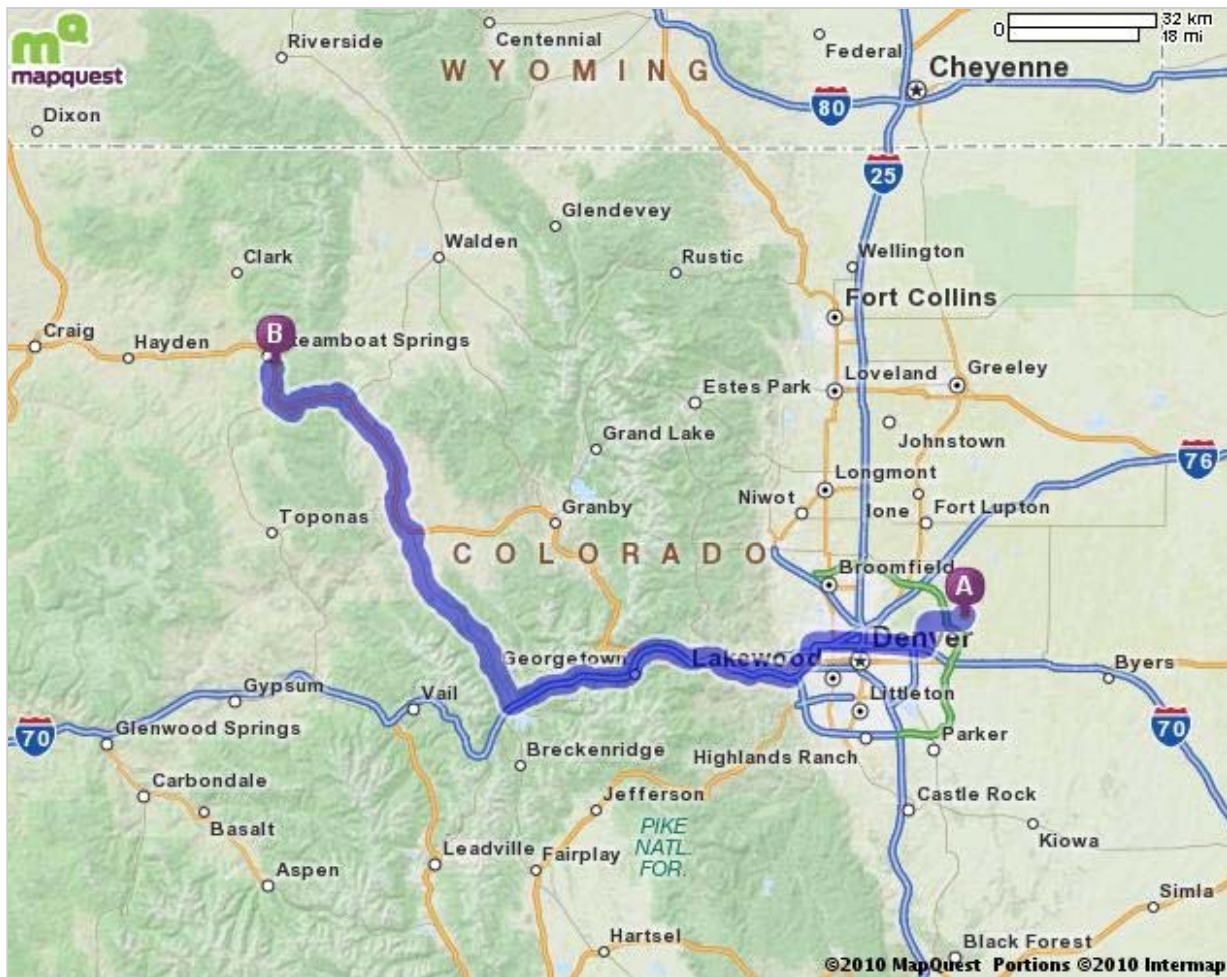 mapquest
Riverside
Centennial
Federal
0
32 km
18 mi
WYOMING
Cheyenne
80
Dixon
25
Glendevey
Walden
Wellington
Clark
Rustic
Fort Collins
B
Craig
Hayden
teamboat Springs
Loveland
Greeley
Estes Park
Johnstown
Grand Lake
76
Longmont
Niwot
Ione
Fort Lupton
Toponas
Granby
COLORADO
Broomfield
A
Denver
Georgetown
Lakewood
Byers
Gypsum
Vail
Littleton
70
Glenwood Springs
Parker
70
Breckenridge
Highlands Ranch
Carbondale
Jefferson
Castle Rock
Basalt
PIKE
NATL.
FOR.
Kiowa
Leadville
Fairplay
Aspen
Simla
Hartsel
Black Forest
©2010 MapQuest Portions ©2010 Intermap